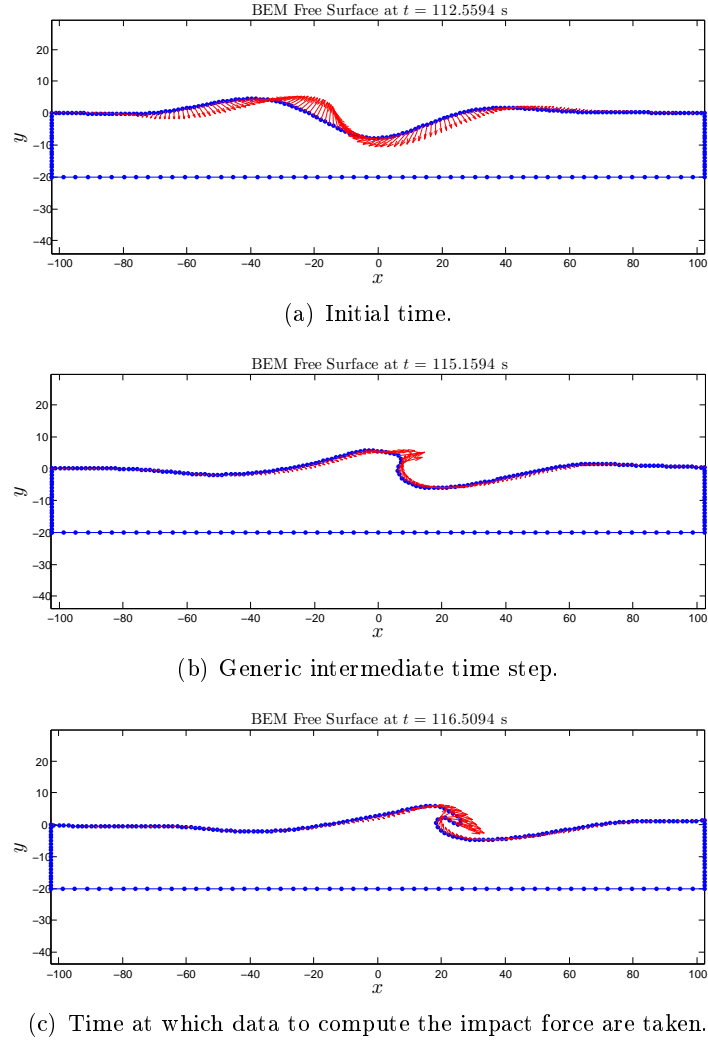 BEM Free Surface at t = 112.5594 s
20
10
0
−10
−20
−30
−40
y
−100 −80 −60 −40 −20 0 20 40 60 80 100
x
(a) Initial time.
BEM Free Surface at t = 115.1594 s
20
10
0
−10
−20
−30
−40
y
−100 −80 −60 −40 −20 0 20 40 60 80 100
x
(b) Generic intermediate time step.
BEM Free Surface at t = 116.5094 s
20
10
0
−10
−20
−30
−40
y
−100 −80 −60 −40 −20 0 20 40 60 80 100
x
(c) Time at which data to compute the impact force are taken.